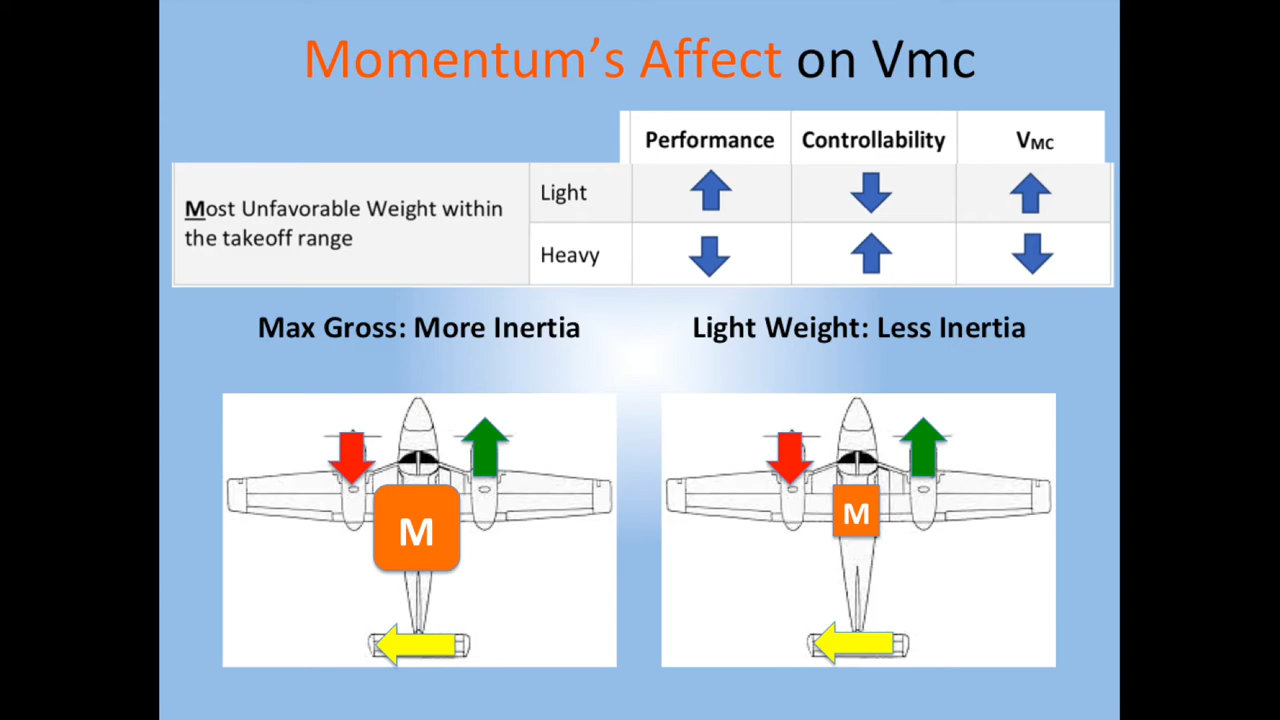 Momentum’s Affect on Vmc
Performance Controllability VMC
Most Unfavorable Weight within
the takeoff range
Light
Heavy
Max Gross: More Inertia
Light Weight: Less Inertia
M
M